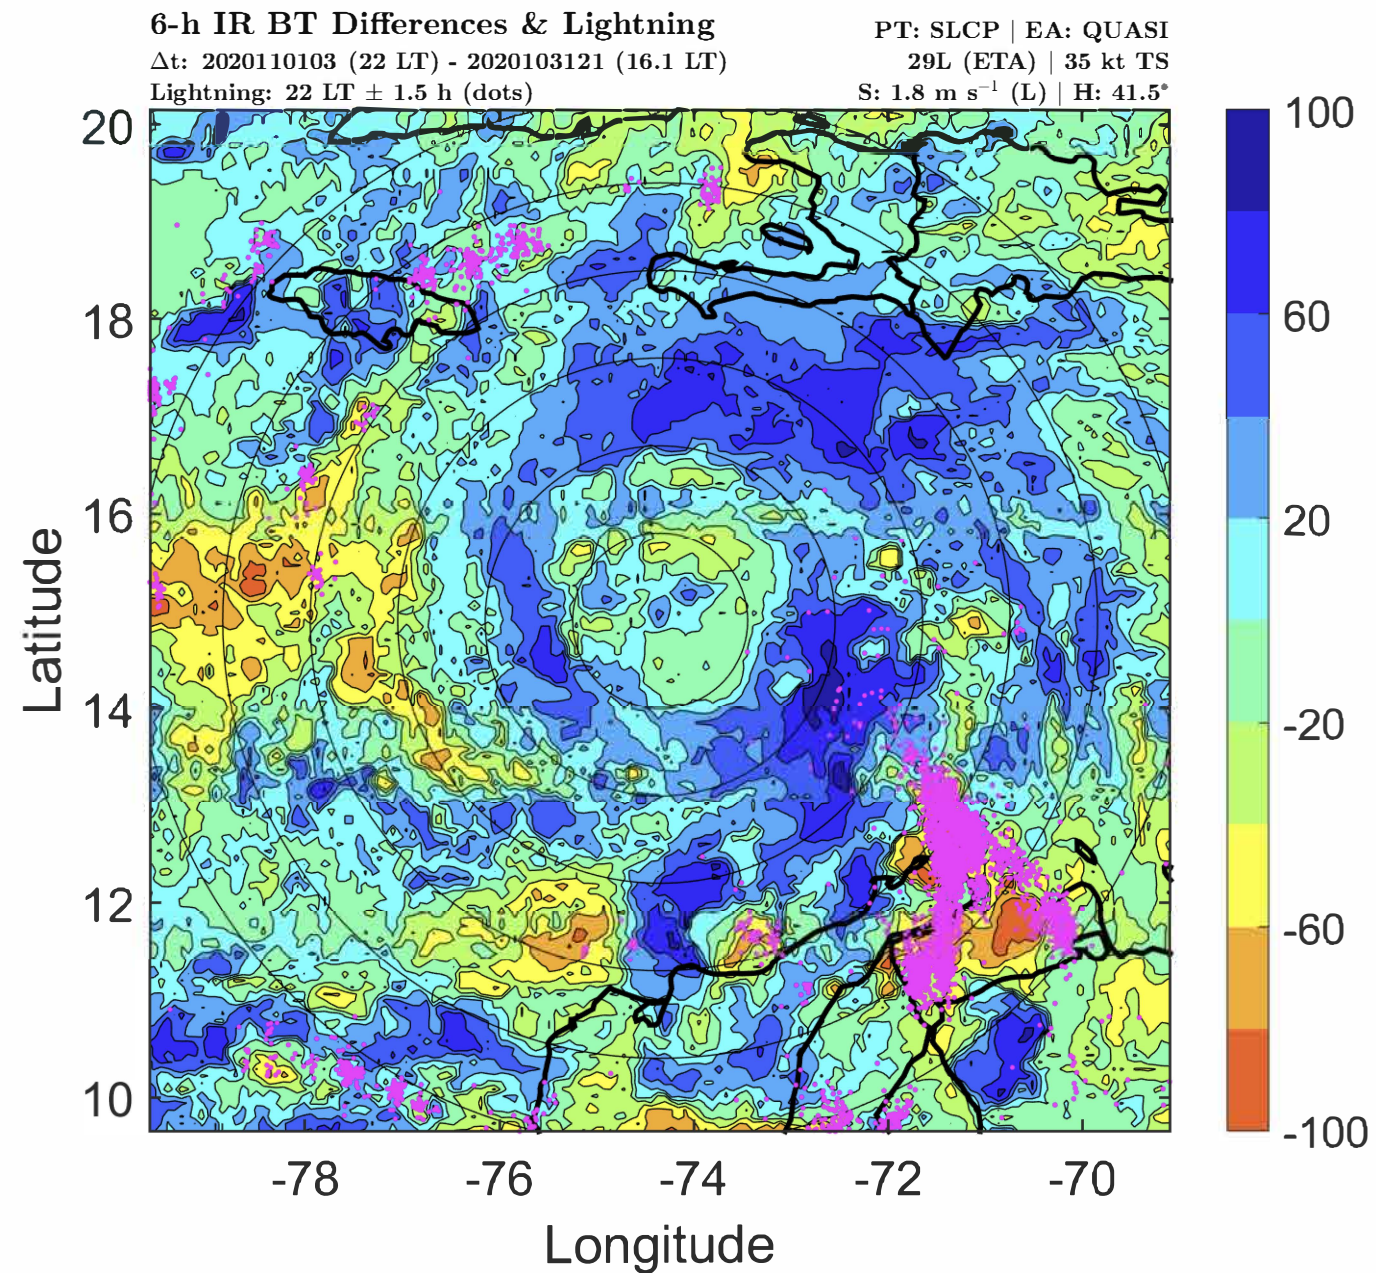 6-h IR BT Differences & Lightning
PT: SLCP | EA: QUASI
Δt: 2020110103 (22 LT) - 2020103121 (16.1 LT)
29L (ETA) | 35 kt TS
Lightning: 22 LT ± 1.5 h (dots)
S: 1.8 m s⁻¹ (L) | H: 41.5°
20
18
16
14
12
10
Latitude
-78
-76
-74
-72
-70
Longitude
100
60
20
-20
-60
-100